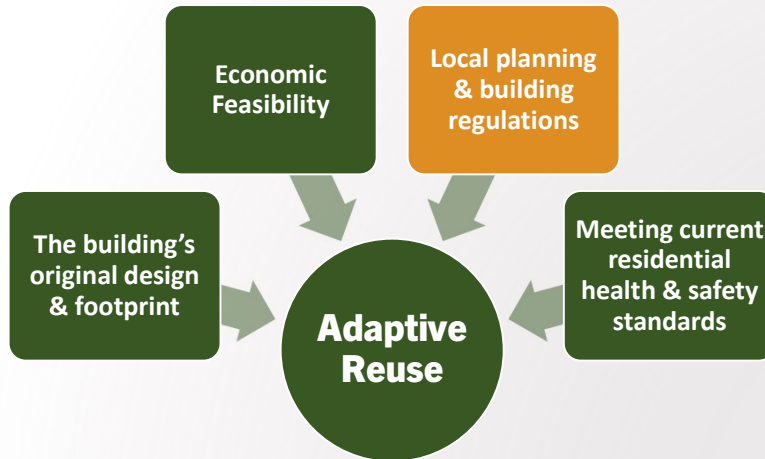 Economic
Feasibility
Local planning
& building
regulations
The building’s
original design
& footprint
Meeting current
residential
health & safety
standards
Adaptive
Reuse